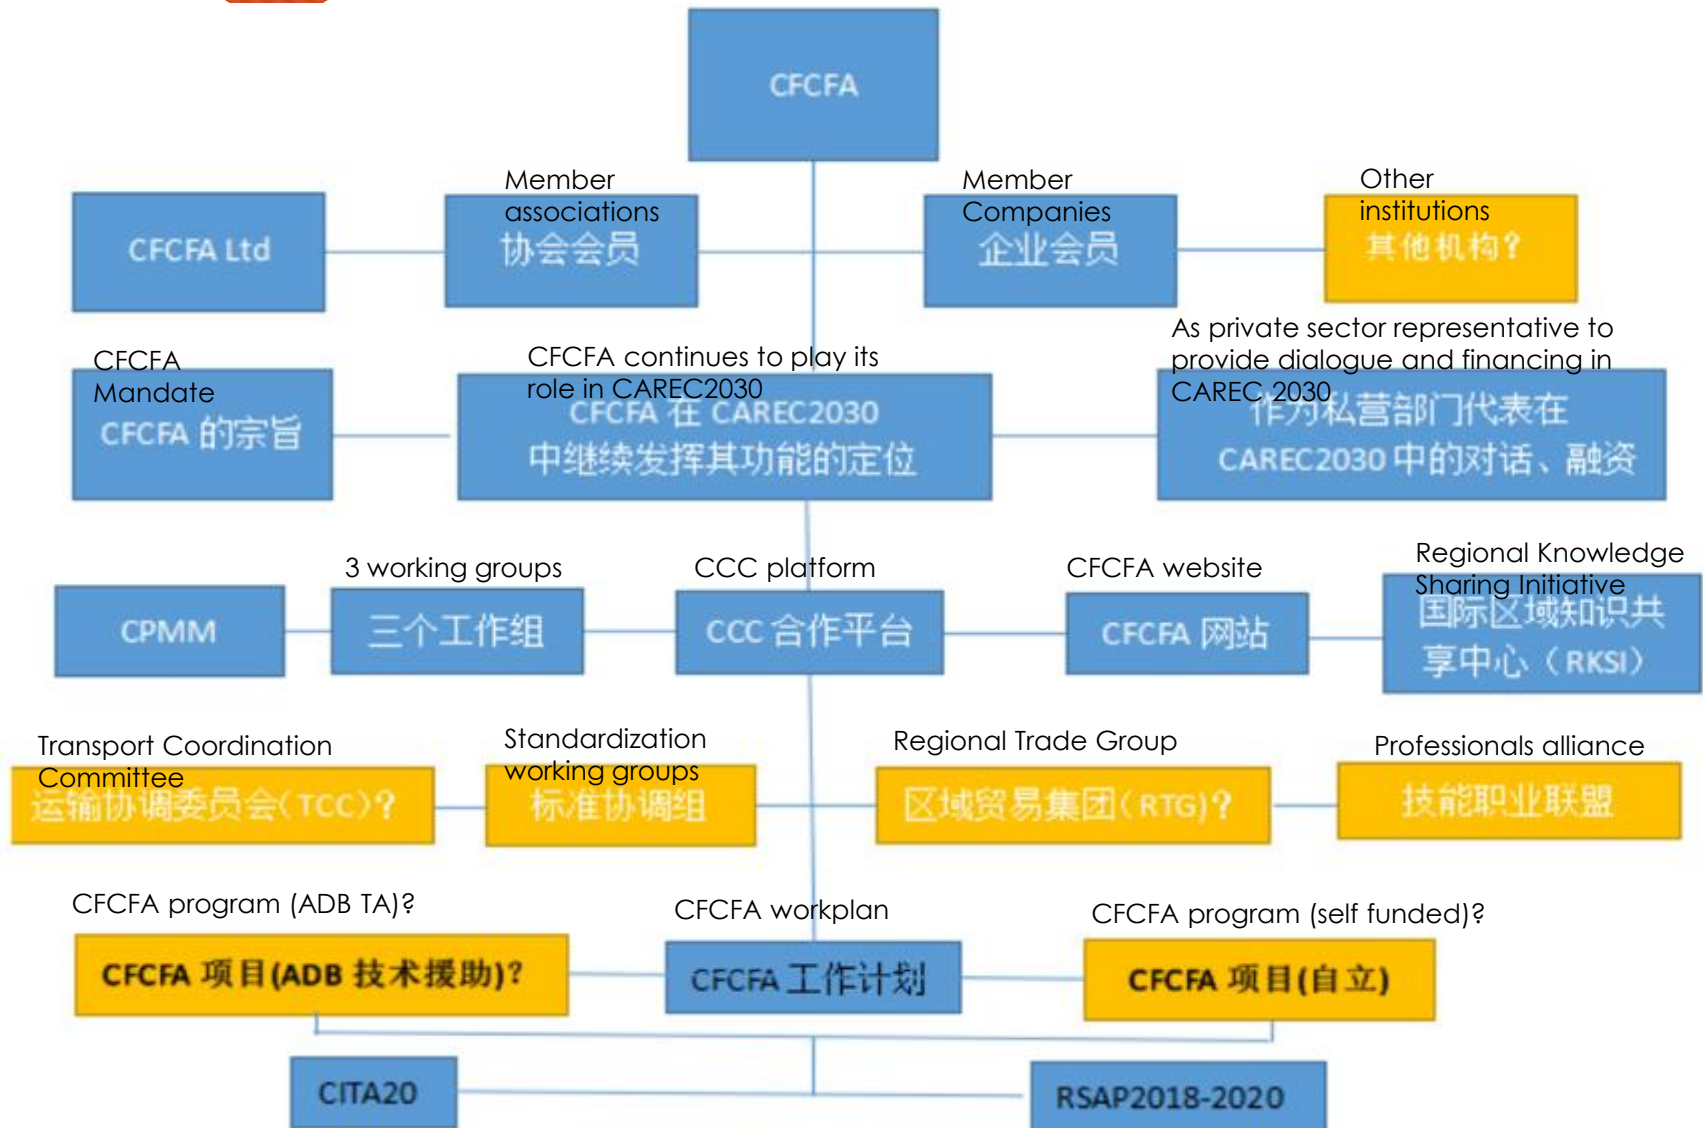 CFCFA
CFCFA Ltd
Member
associations
协会会员
Member
Companies
企业会员
Other
institutions
其他机构?
CFCFA
Mandate
CFCFA 的宗旨
CFCFA continues to play its
role in CAREC2030
CFCFA 在 CAREC2030
中继续发挥其功能的定位
As private sector representative to
provide dialogue and financing in
CAREC 2030
作为私营部门代表在
CAREC2030 中的对话、融资
CPMM
3 working groups
三个工作组
CCC platform
CCC 合作平台
CFCFA website
CFCFA 网站
Regional Knowledge
Sharing Initiative
国际区域知识共
享中心（RKSI）
Transport Coordination
Committee
运输协调委员会(TCC)?
Standardization
working groups
标准协调组
Regional Trade Group
区域贸易集团(RTG)?
Professionals alliance
技能职业联盟
CFCFA program (ADB TA)?
CFCFA 项目(ADB 技术援助)?
CFCFA workplan
CFCFA 工作计划
CFCFA program (self funded)?
CFCFA 项目(自立)
CITA20
RSAP2018-2020